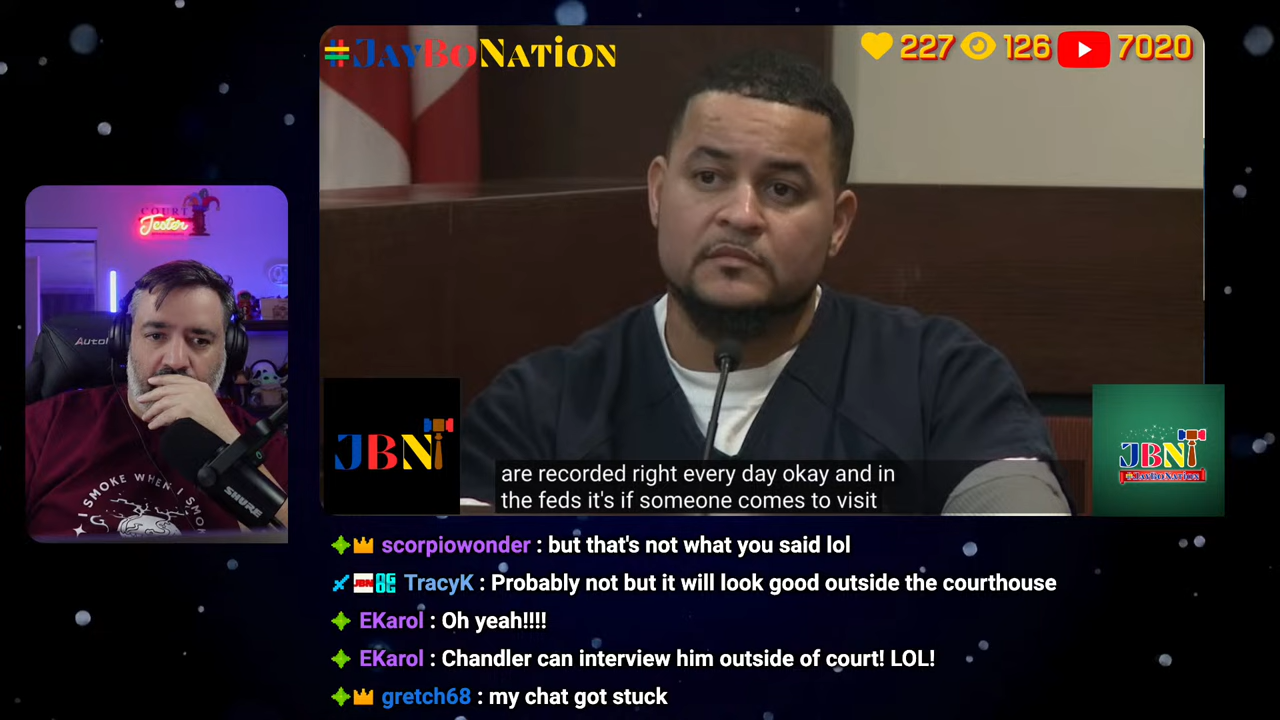 #JAYBONATION
227 126 7020
COURT
Jester
JBN
JBN
#JAYBONATION
are recorded right every day okay and in
the feds it's if someone comes to visit
I SMOKE WHEN I SMOK
SHURE
scorpiowonder : but that's not what you said lol
JBN TracyK : Probably not but it will look good outside the courthouse
EKarol : Oh yeah!!!!
EKarol : Chandler can interview him outside of court! LOL!
gretch68 : my chat got stuck